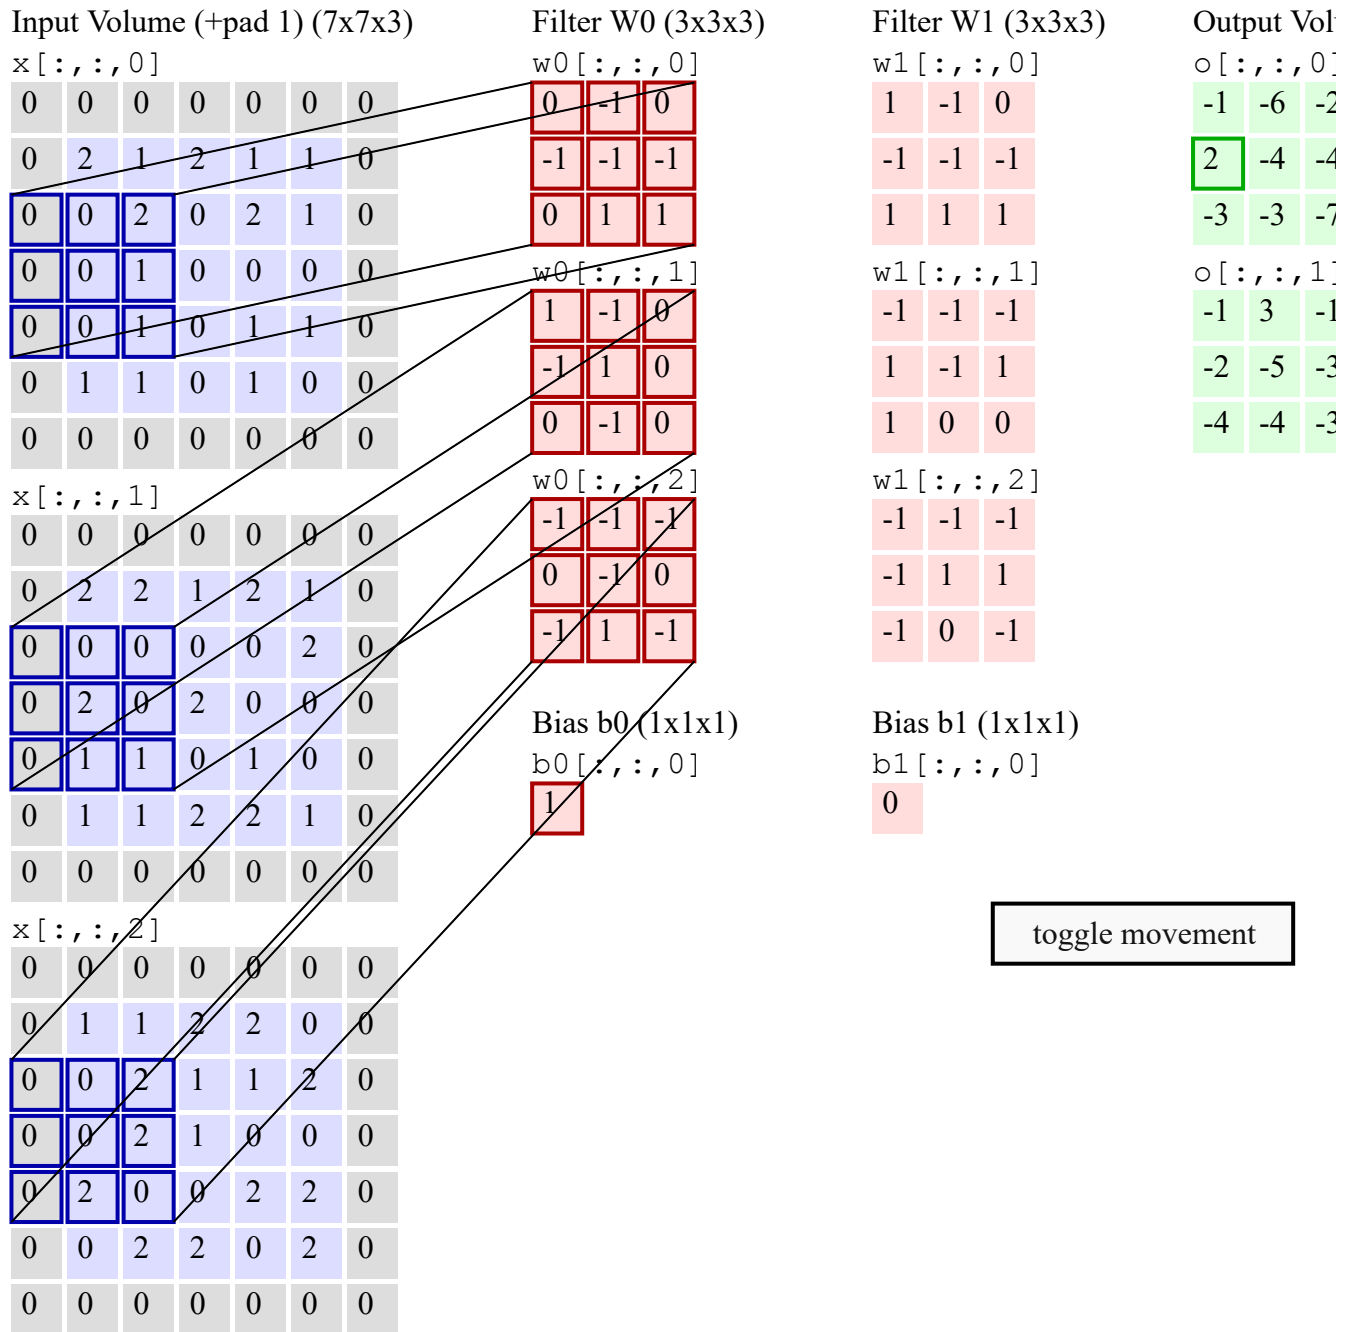 Input Volume (+pad 1) (7x7x3)
x[:,:,0]
0 0 0 0 0 0 0
0 2 1 2 1 1 0
0 0 2 0 2 1 0
0 0 1 0 0 0 0
0 0 1 0 1 1 0
0 1 1 0 1 0 0
0 0 0 0 0 0 0
x[:,:,1]
0 0 0 0 0 0 0
0 2 2 1 2 1 0
0 0 0 0 0 2 0
0 2 0 2 0 0 0
0 1 1 0 1 0 0
0 1 1 2 2 1 0
0 0 0 0 0 0 0
x[:,:,2]
0 0 0 0 0 0 0
0 1 1 2 2 0 0
0 0 2 1 1 2 0
0 0 2 1 0 0 0
0 2 0 0 2 2 0
0 0 2 2 0 2 0
0 0 0 0 0 0 0
Filter W0 (3x3x3)
w0[:,:,0]
0 -1 0
-1 -1 -1
0 1 1
w0[:,:,1]
1 -1 0
-1 1 0
0 -1 0
w0[:,:,2]
-1 -1 -1
0 -1 0
-1 1 -1
Bias b0 (1x1x1)
b0[:,:,0]
1
Filter W1 (3x3x3)
w1[:,:,0]
1 -1 0
-1 -1 -1
1 1 1
w1[:,:,1]
-1 -1 -1
1 -1 1
1 0 0
w1[:,:,2]
-1 -1 -1
-1 1 1
-1 0 -1
Bias b1 (1x1x1)
b1[:,:,0]
0
Output Vol
o[:,:,0]
-1 -6 -2
2 -4 -4
-3 -3 -7
o[:,:,1]
-1 3 -1
-2 -5 -3
-4 -4 -3
toggle movement